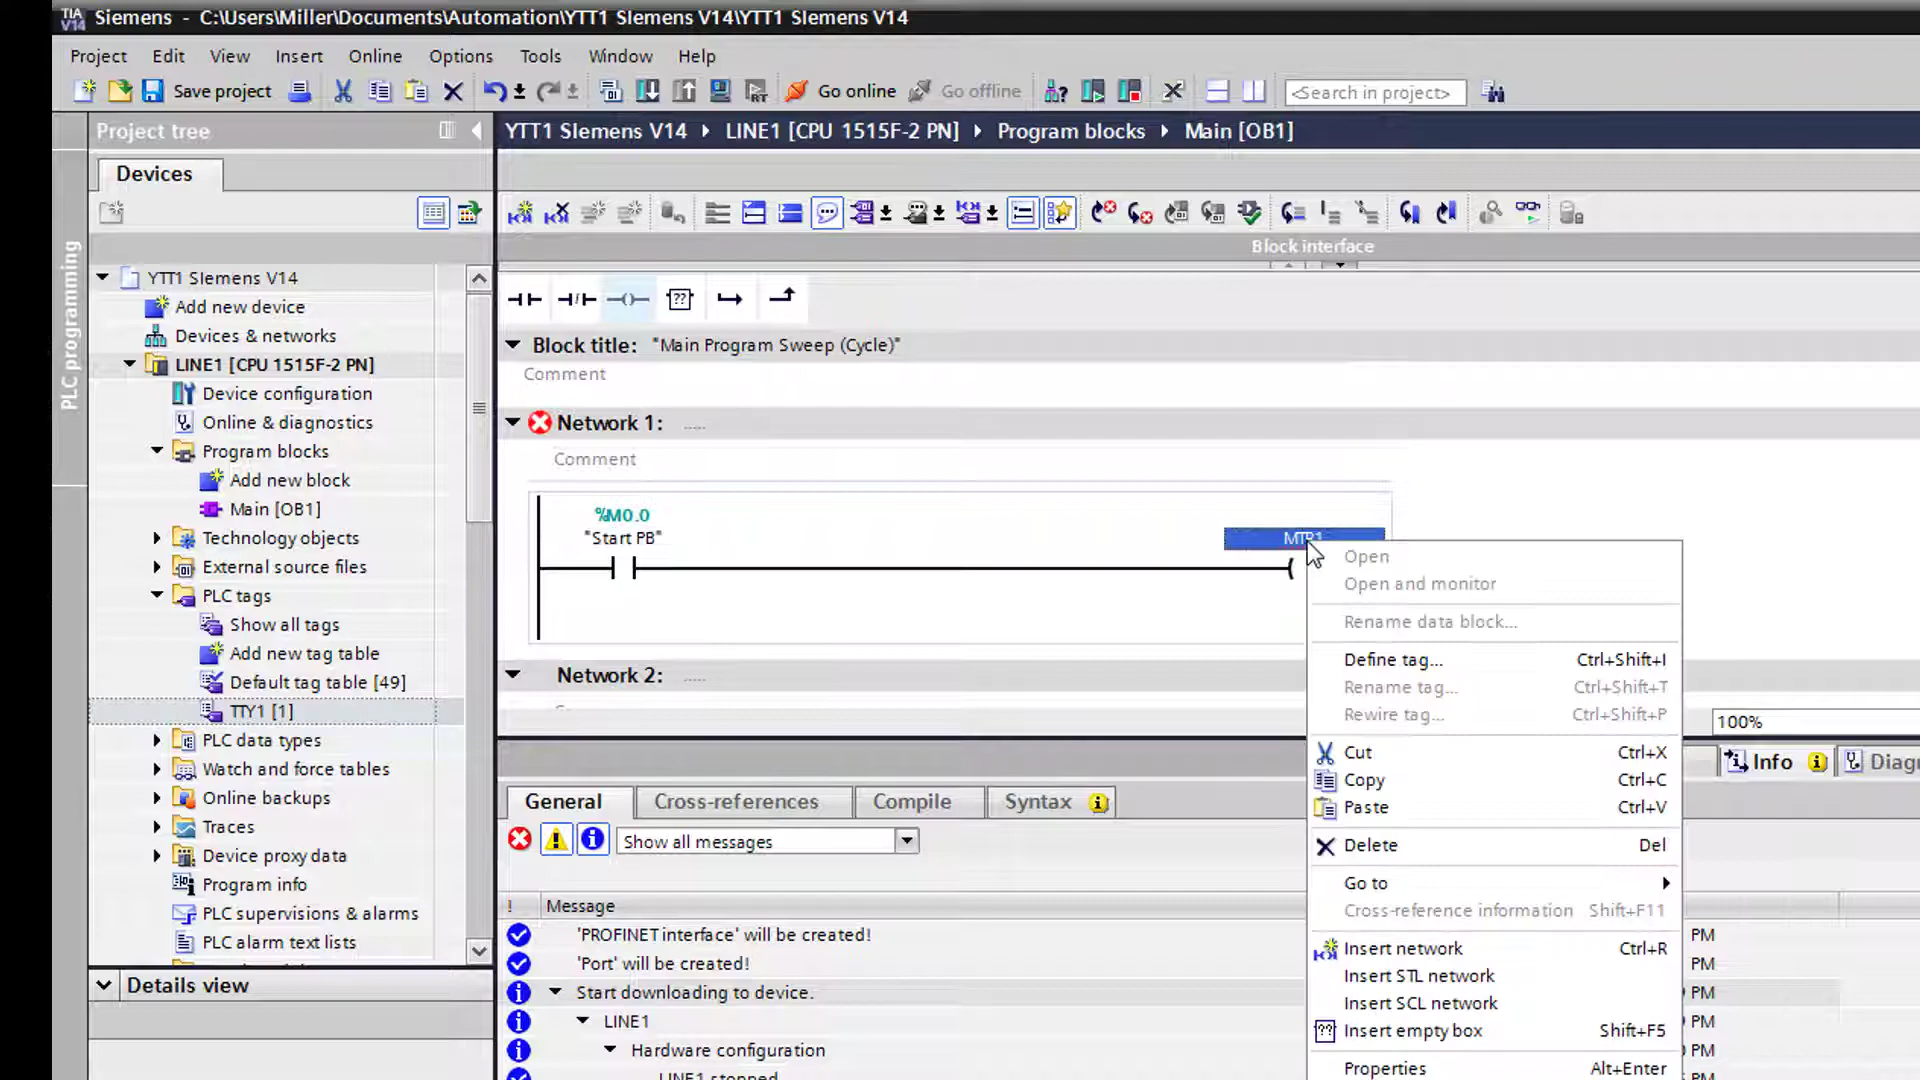 TIA V14
Siemens - C:\Users\Miller\Documents\Automation\YTT1 Siemens V14\YTT1 Siemens V14
Project Edit View Insert Online Options Tools Window Help
Save project Go online Go offline <Search in project>
Project tree
YTT1 Siemens V14 LINE1 [CPU 1515F-2 PN] Program blocks Main [OB1]
Devices
PLC programming
Block interface
YTT1 Siemens V14
Add new device
Devices & networks
LINE1 [CPU 1515F-2 PN]
Device configuration
Online & diagnostics
Program blocks
Add new block
Main [OB1]
Technology objects
External source files
PLC tags
Show all tags
Add new tag table
Default tag table [49]
TTY1 [1]
PLC data types
Watch and force tables
Online backups
Traces
Device proxy data
Program info
PLC supervisions & alarms
PLC alarm text lists
Details view
??
Block title: "Main Program Sweep (Cycle)"
Comment
Network 1: .....
Comment
%M0.0
"Start PB"
Network 2: .....
100%
Open
Open and monitor
Rename data block...
Define tag... Ctrl+Shift+I
Rename tag... Ctrl+Shift+T
Rewire tag... Ctrl+Shift+P
Cut Ctrl+X
Copy Ctrl+C
Paste Ctrl+V
Delete Del
Go to
Cross-reference information Shift+F11
Insert network Ctrl+R
Insert STL network
Insert SCL network
Insert empty box Shift+F5
Properties Alt+Enter
Info
General Cross-references Compile Syntax
Show all messages
! Message
'PROFINET interface' will be created! PM
'Port' will be created! PM
Start downloading to device. PM
LINE1 PM
Hardware configuration PM
LINE1 stopped.